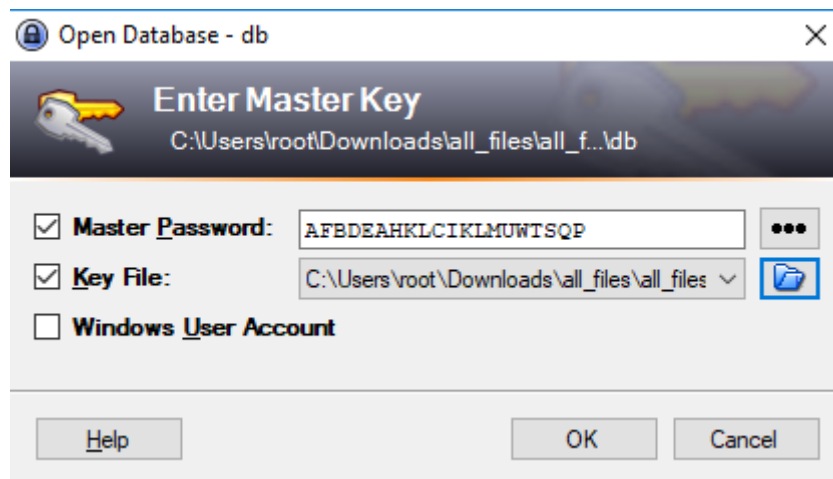 Open Database - db
Enter Master Key
C:\Users\root\Downloads\all_files\all_f...\db
Master Password: AFBDEAHKLCIKLMUWTSQP
Key File: C:\Users\root\Downloads\all_files\all_files
Windows User Account
Help OK Cancel